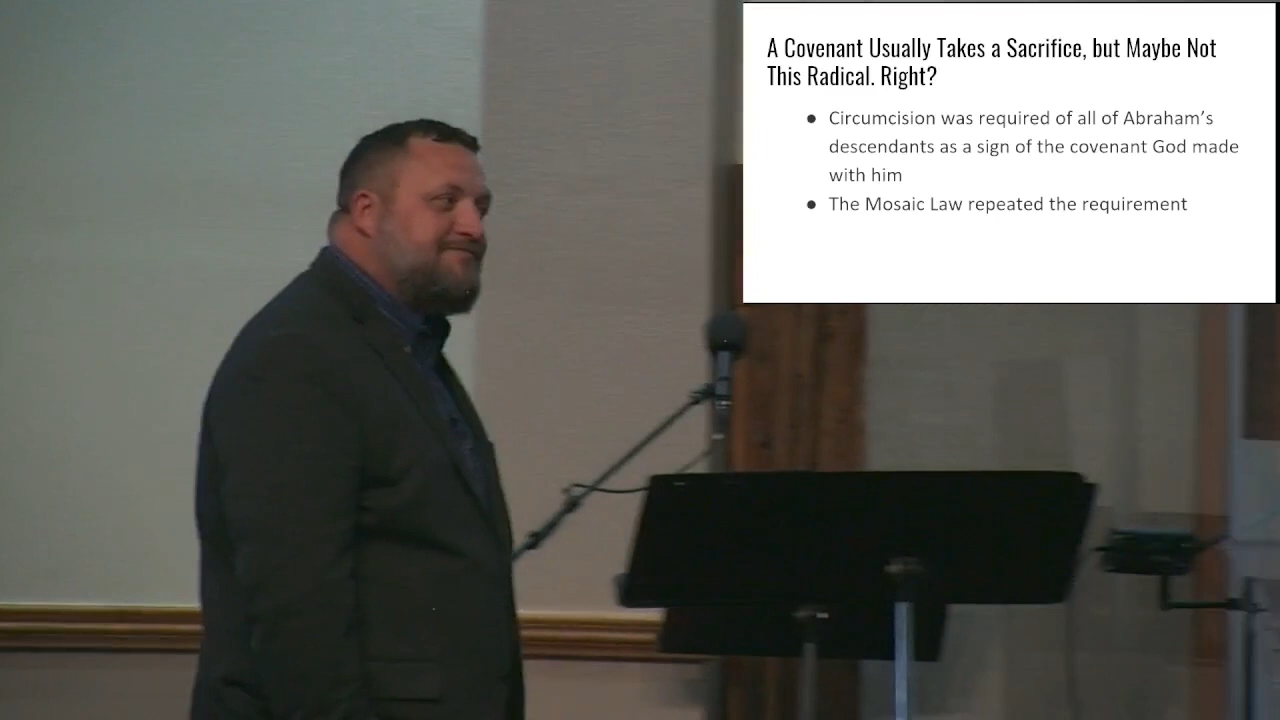 A Covenant Usually Takes a Sacrifice, but Maybe Not
This Radical. Right?
● Circumcision was required of all of Abraham’s
descendants as a sign of the covenant God made
with him
● The Mosaic Law repeated the requirement